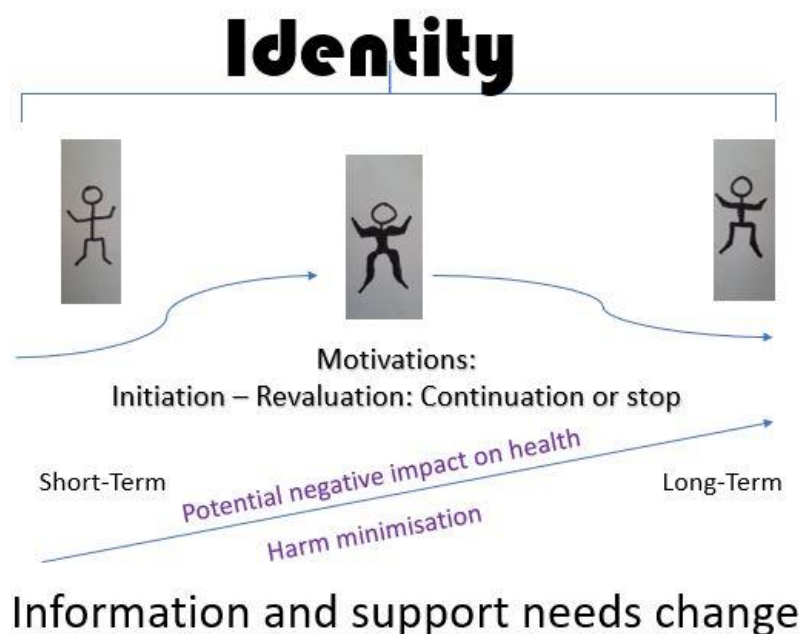 Identity
Motivations:
Initiation – Revaluation: Continuation or stop
Short-Term
Potential negative impact on health
Long-Term
Harm minimisation
Information and support needs change